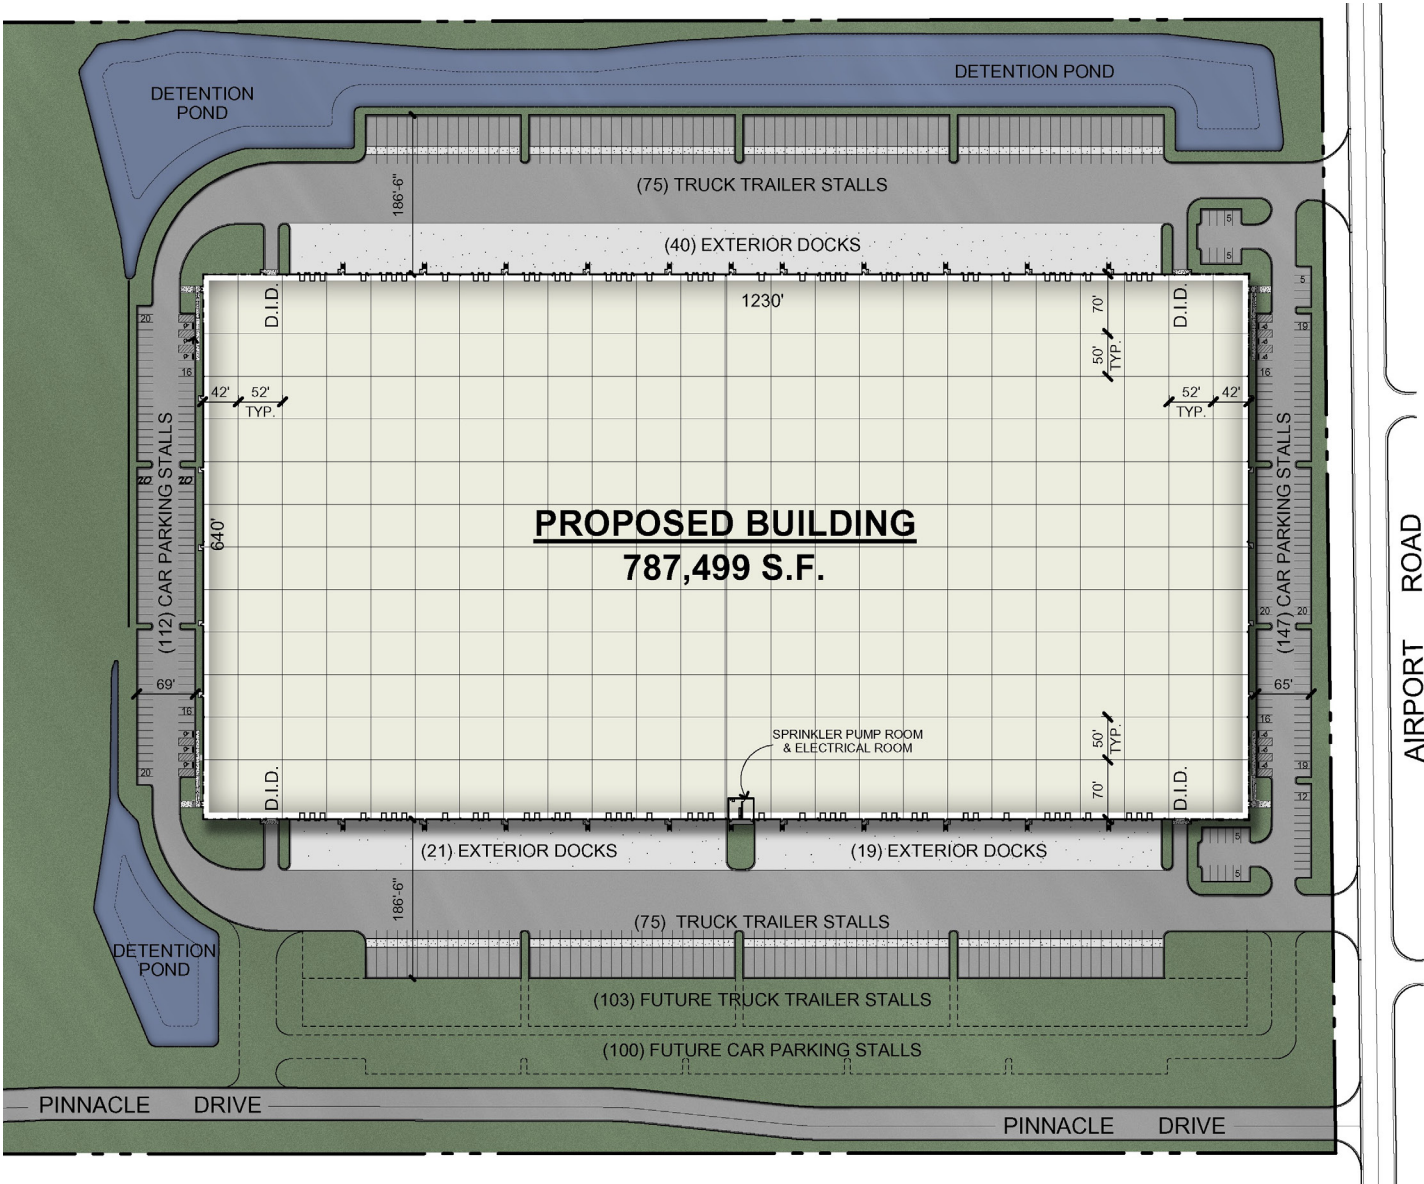 DETENTION POND
DETENTION
POND
(75) TRUCK TRAILER STALLS
186'-6"
5
(40) EXTERIOR DOCKS
5
D.I.D.
1230'
70'
D.I.D.
5
20
19
50'
TYP.
16
16
42'
52'
TYP.
52'
42'
TYP.
(112) CAR PARKING STALLS
(147) CAR PARKING STALLS
20
20
640'
PROPOSED BUILDING
787,499 S.F.
AIRPORT ROAD
20
20
69'
65'
16
16
SPRINKLER PUMP ROOM
& ELECTRICAL ROOM
50'
TYP.
20
19
D.I.D.
70'
D.I.D.
12
5
(21) EXTERIOR DOCKS
(19) EXTERIOR DOCKS
5
186'-6"
(75) TRUCK TRAILER STALLS
DETENTION
POND
(103) FUTURE TRUCK TRAILER STALLS
(100) FUTURE CAR PARKING STALLS
PINNACLE DRIVE
PINNACLE DRIVE